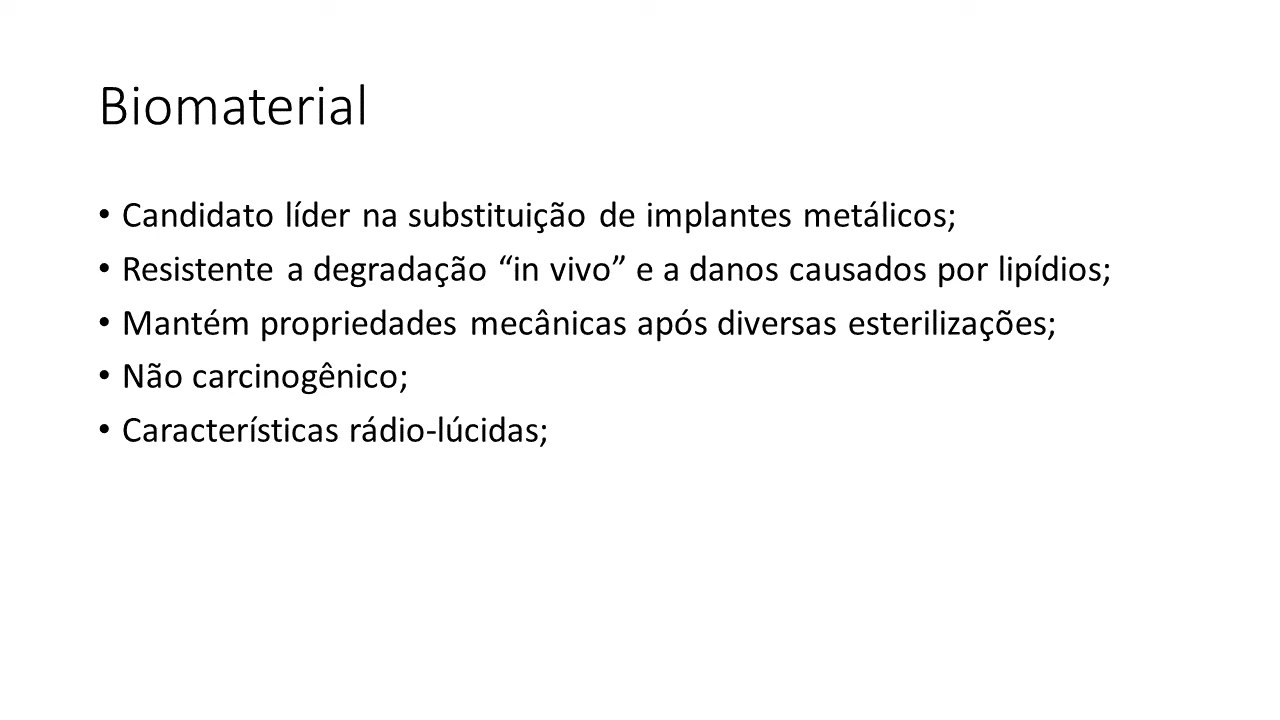 Biomaterial
• Candidato líder na substituição de implantes metálicos;
• Resistente a degradação “in vivo” e a danos causados por lipídios;
• Mantém propriedades mecânicas após diversas esterilizações;
• Não carcinogênico;
• Características rádio-lúcidas;